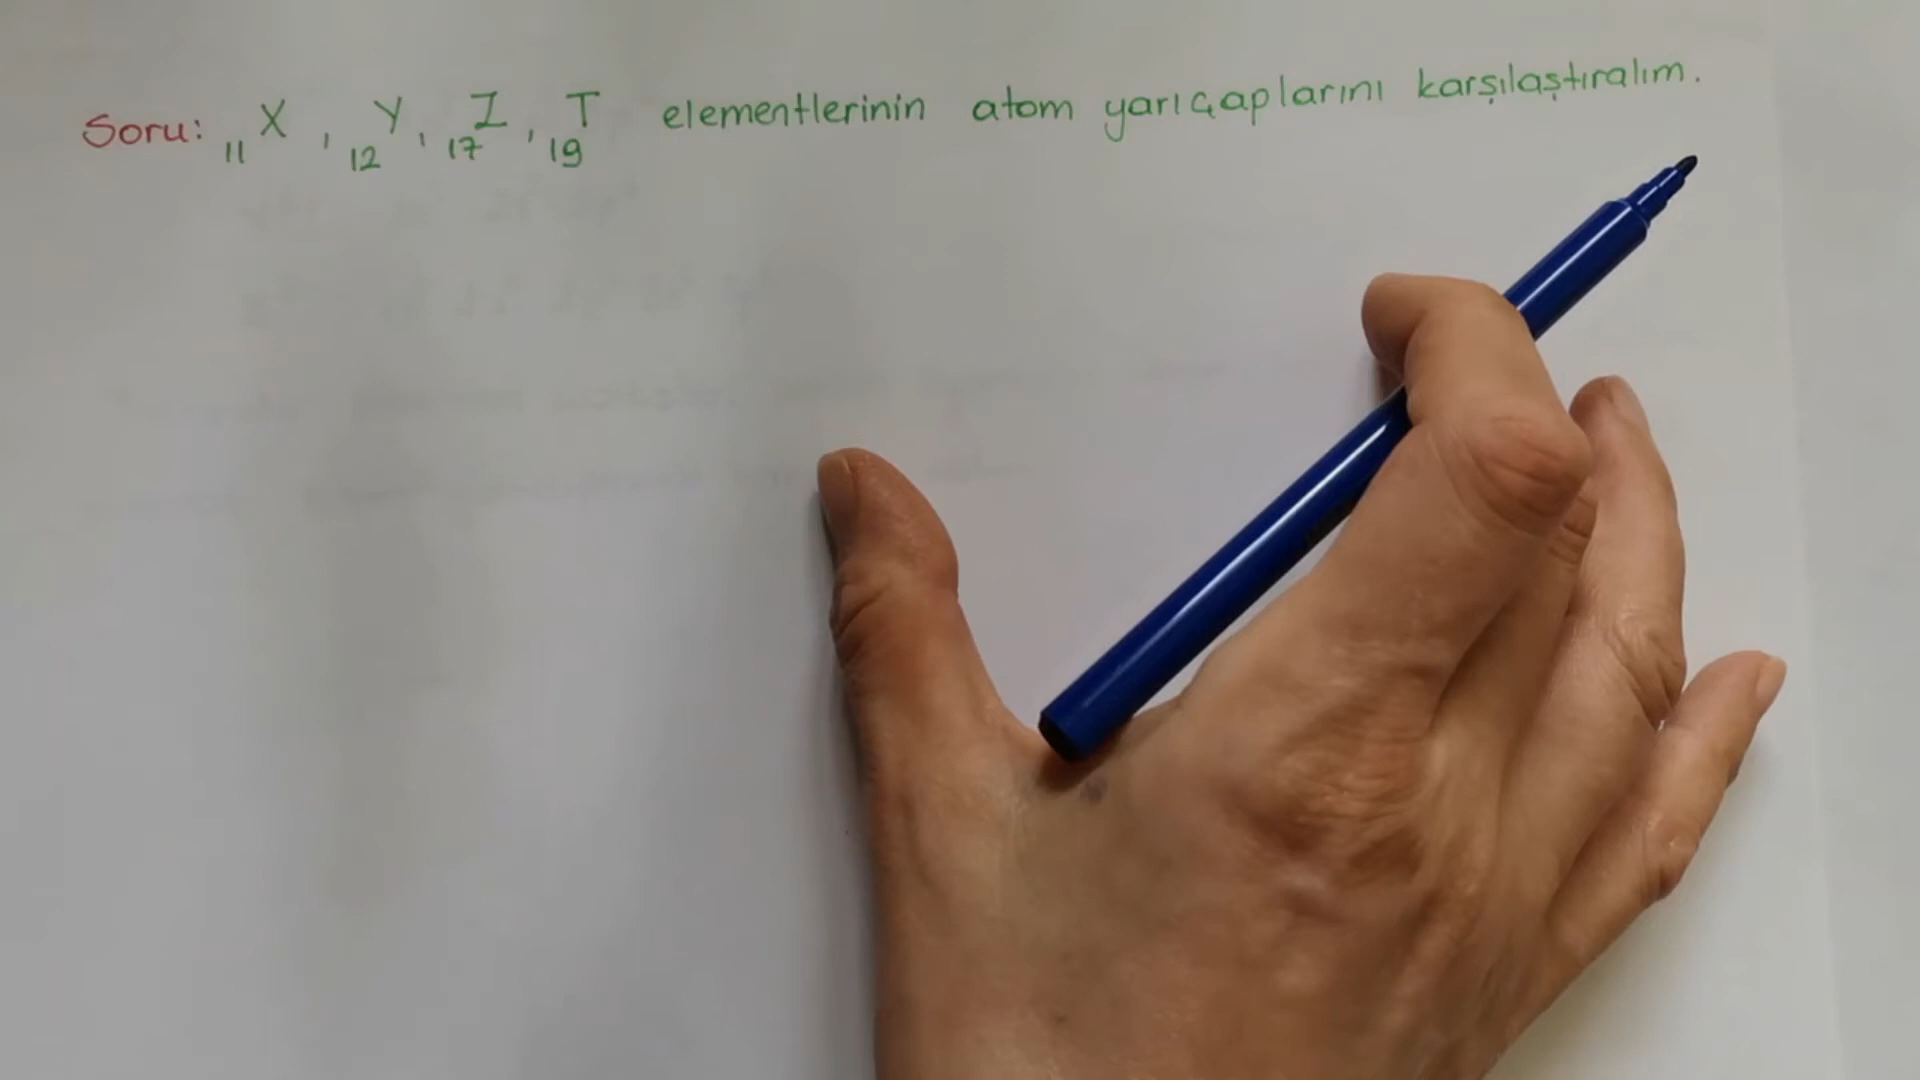 Soru: ₁₁X, ₁₂Y, ₁₇Z, ₁₉T elementlerinin atom yarıçaplarını karşılaştıralım.